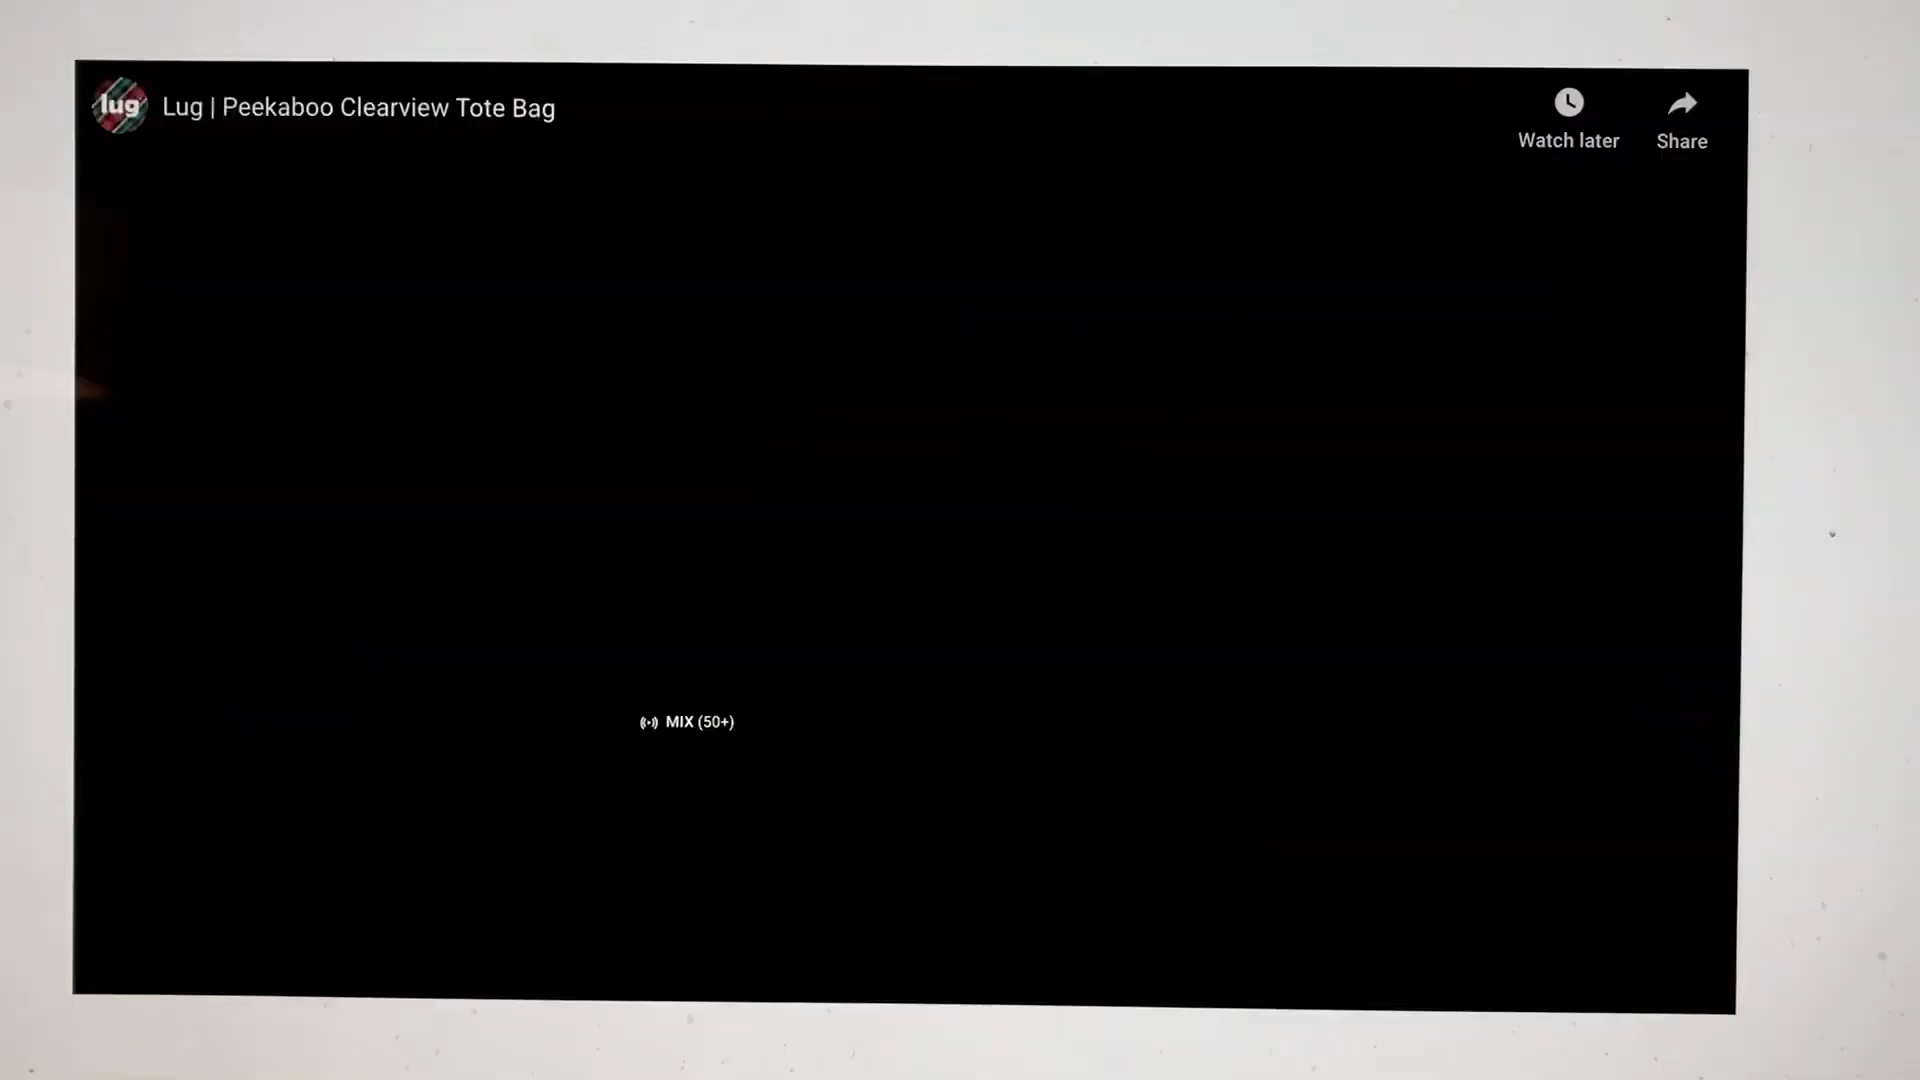 lug
Lug | Peekaboo Clearview Tote Bag
Watch later
Share
MIX (50+)